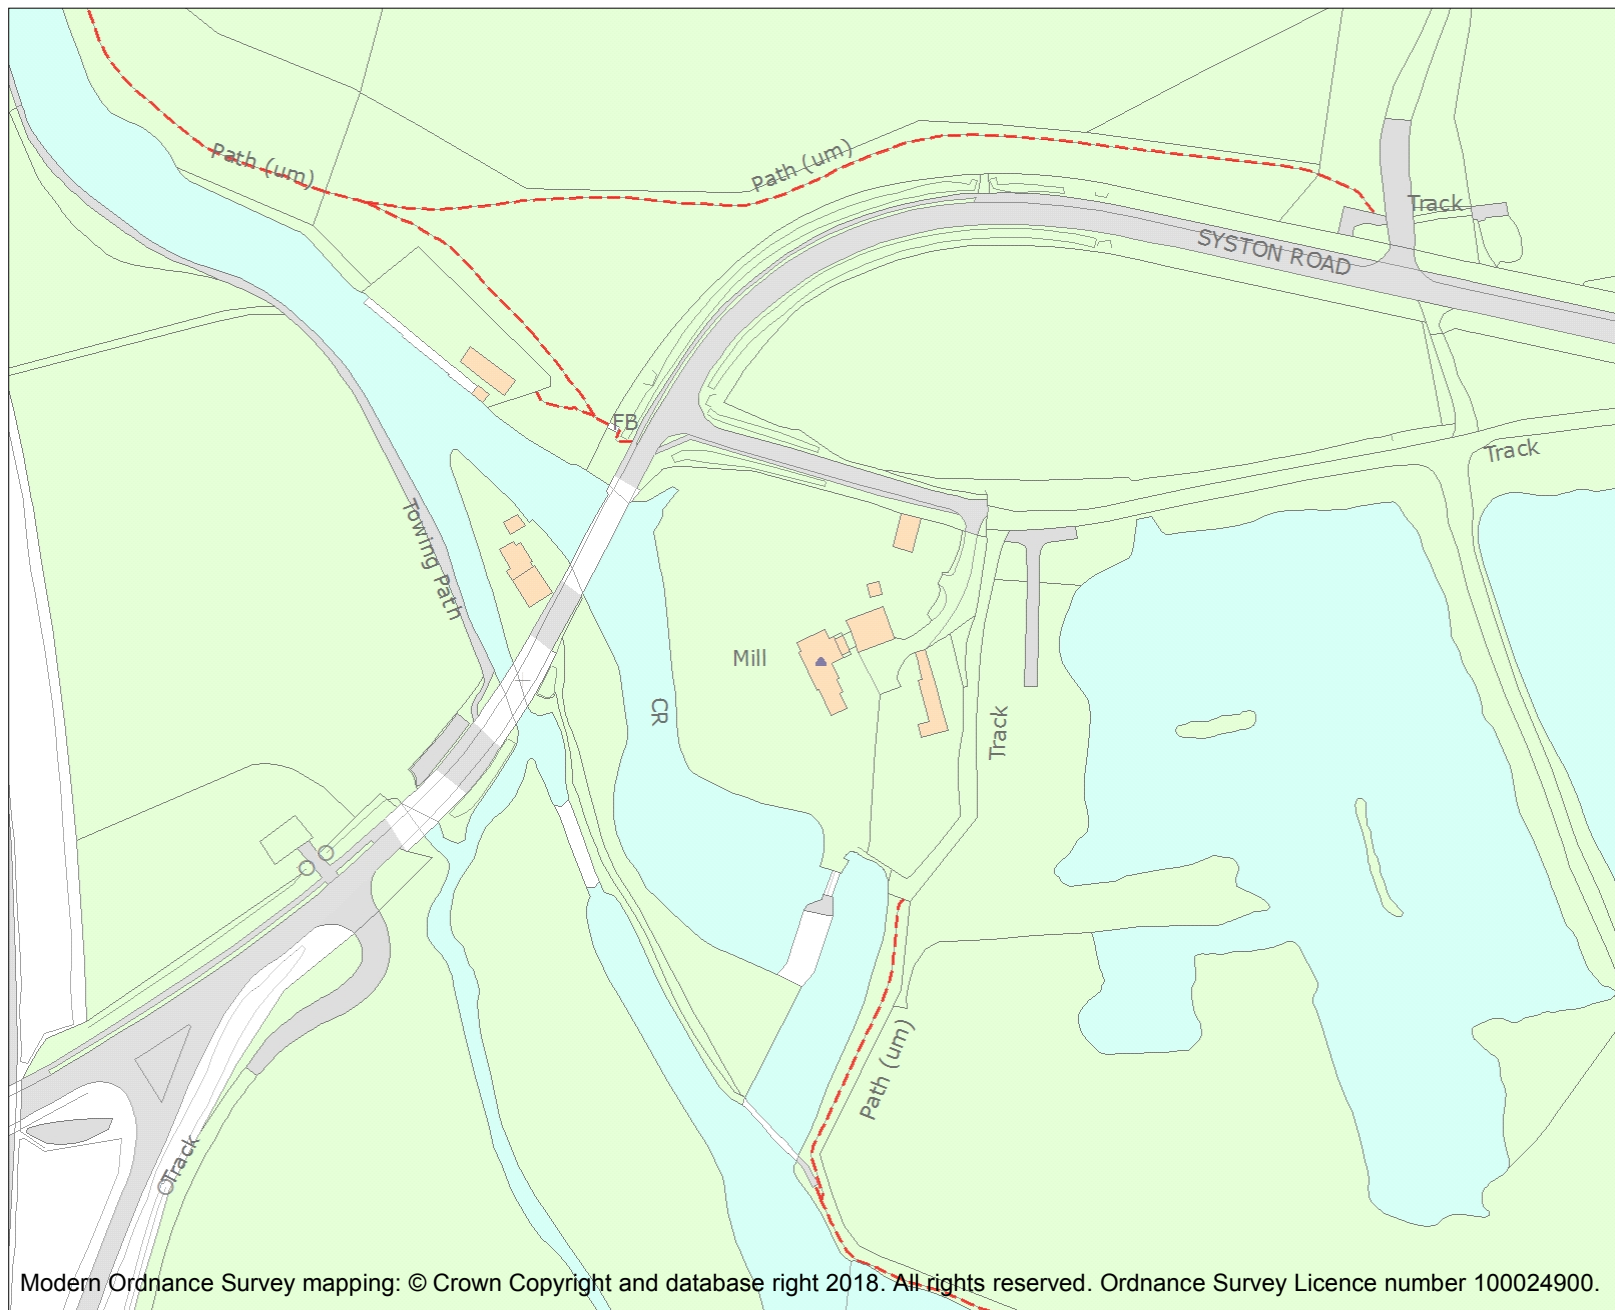 Path (um)
Path (um)
Track
SYSTON ROAD
FB
Track
Towing Path
Mill
CR
Track
Path (um)
Track
Modern Ordnance Survey mapping: © Crown Copyright and database right 2018. All rights reserved. Ordnance Survey Licence number 100024900.